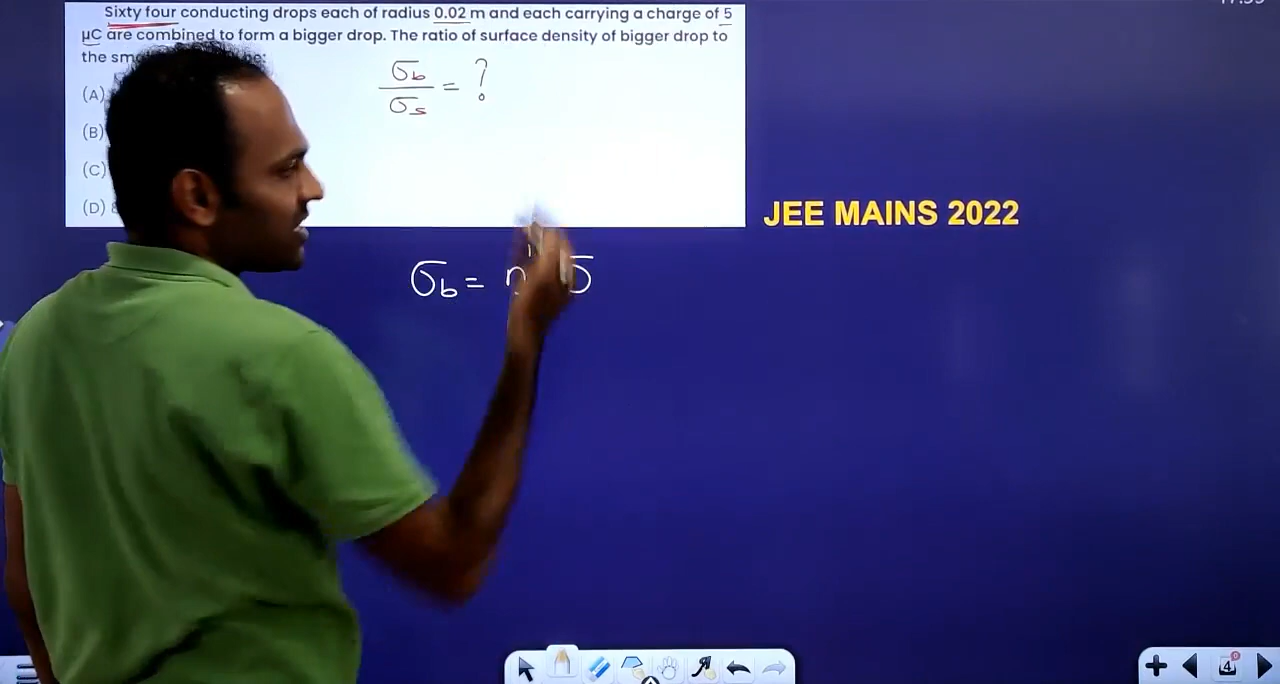 Sixty four conducting drops each of radius 0.02 m and each carrying a charge of 5
μC are combined to form a bigger drop. The ratio of surface density of bigger drop to
the
(A)
(B)
(C)
(D)
σb/σs = ?
JEE MAINS 2022
σb = n σ
4